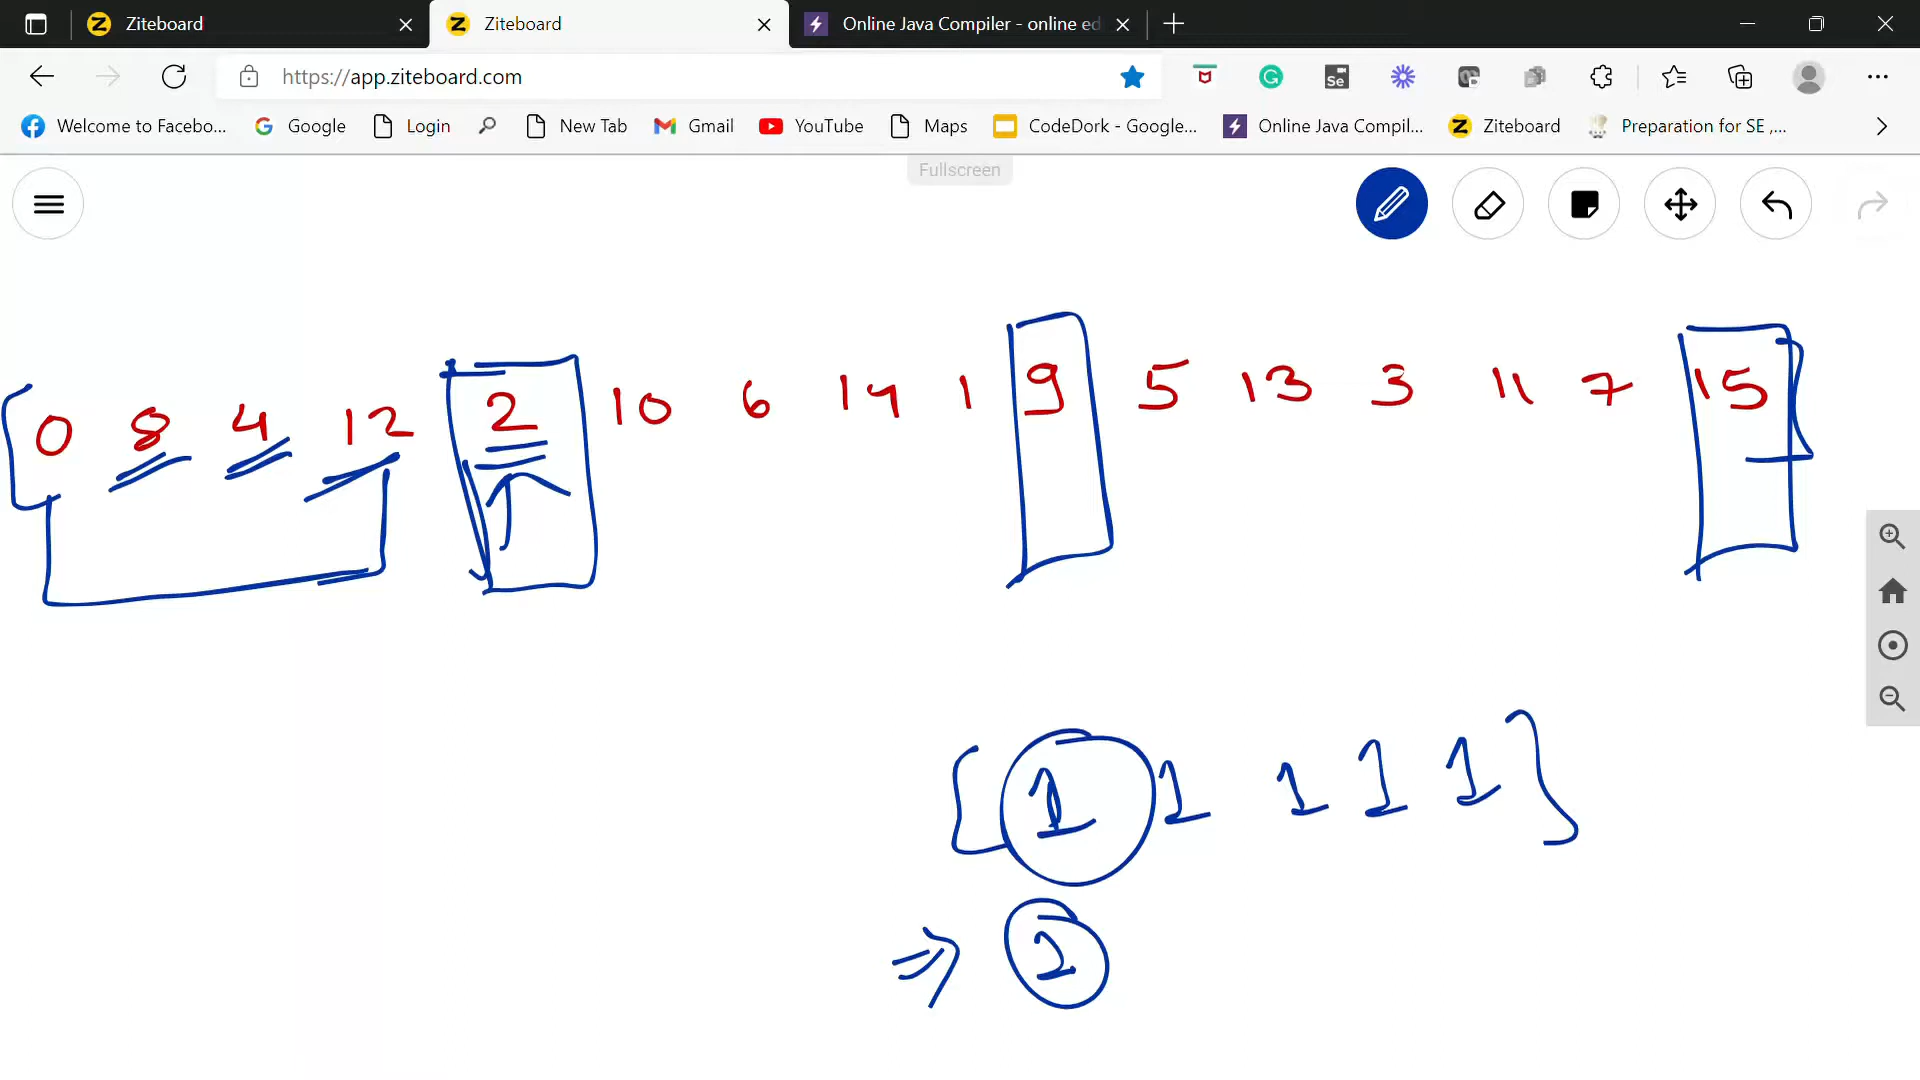 Ziteboard
Ziteboard
Online Java Compiler - online ed
https://app.ziteboard.com
Welcome to Facebo...
Google
Login
New Tab
Gmail
YouTube
Maps
CodeDork - Google...
Online Java Compil...
Ziteboard
Preparation for SE ,...
Fullscreen
0 8 4 12 2 10 6 14 1 9 5 13 3 11 7 15
1 1 1 1 1
⇒ 1